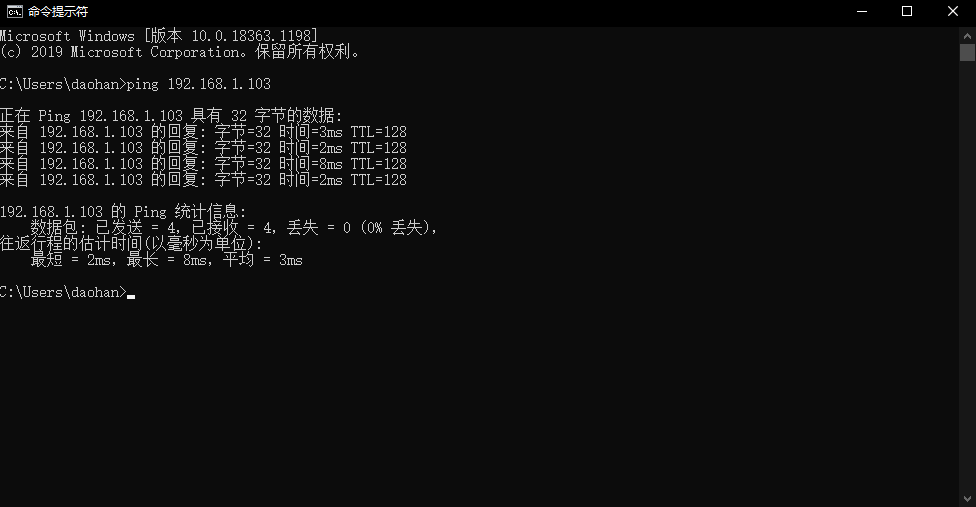 命令提示符
Microsoft Windows [版本 10.0.18363.1198]
(c) 2019 Microsoft Corporation。保留所有权利。
C:\Users\daohan>ping 192.168.1.103
正在 Ping 192.168.1.103 具有 32 字节的数据:
来自 192.168.1.103 的回复: 字节=32 时间=3ms TTL=128
来自 192.168.1.103 的回复: 字节=32 时间=2ms TTL=128
来自 192.168.1.103 的回复: 字节=32 时间=8ms TTL=128
来自 192.168.1.103 的回复: 字节=32 时间=2ms TTL=128
192.168.1.103 的 Ping 统计信息:
数据包: 已发送 = 4，已接收 = 4，丢失 = 0 (0% 丢失)，
往返行程的估计时间(以毫秒为单位):
最短 = 2ms，最长 = 8ms，平均 = 3ms
C:\Users\daohan>